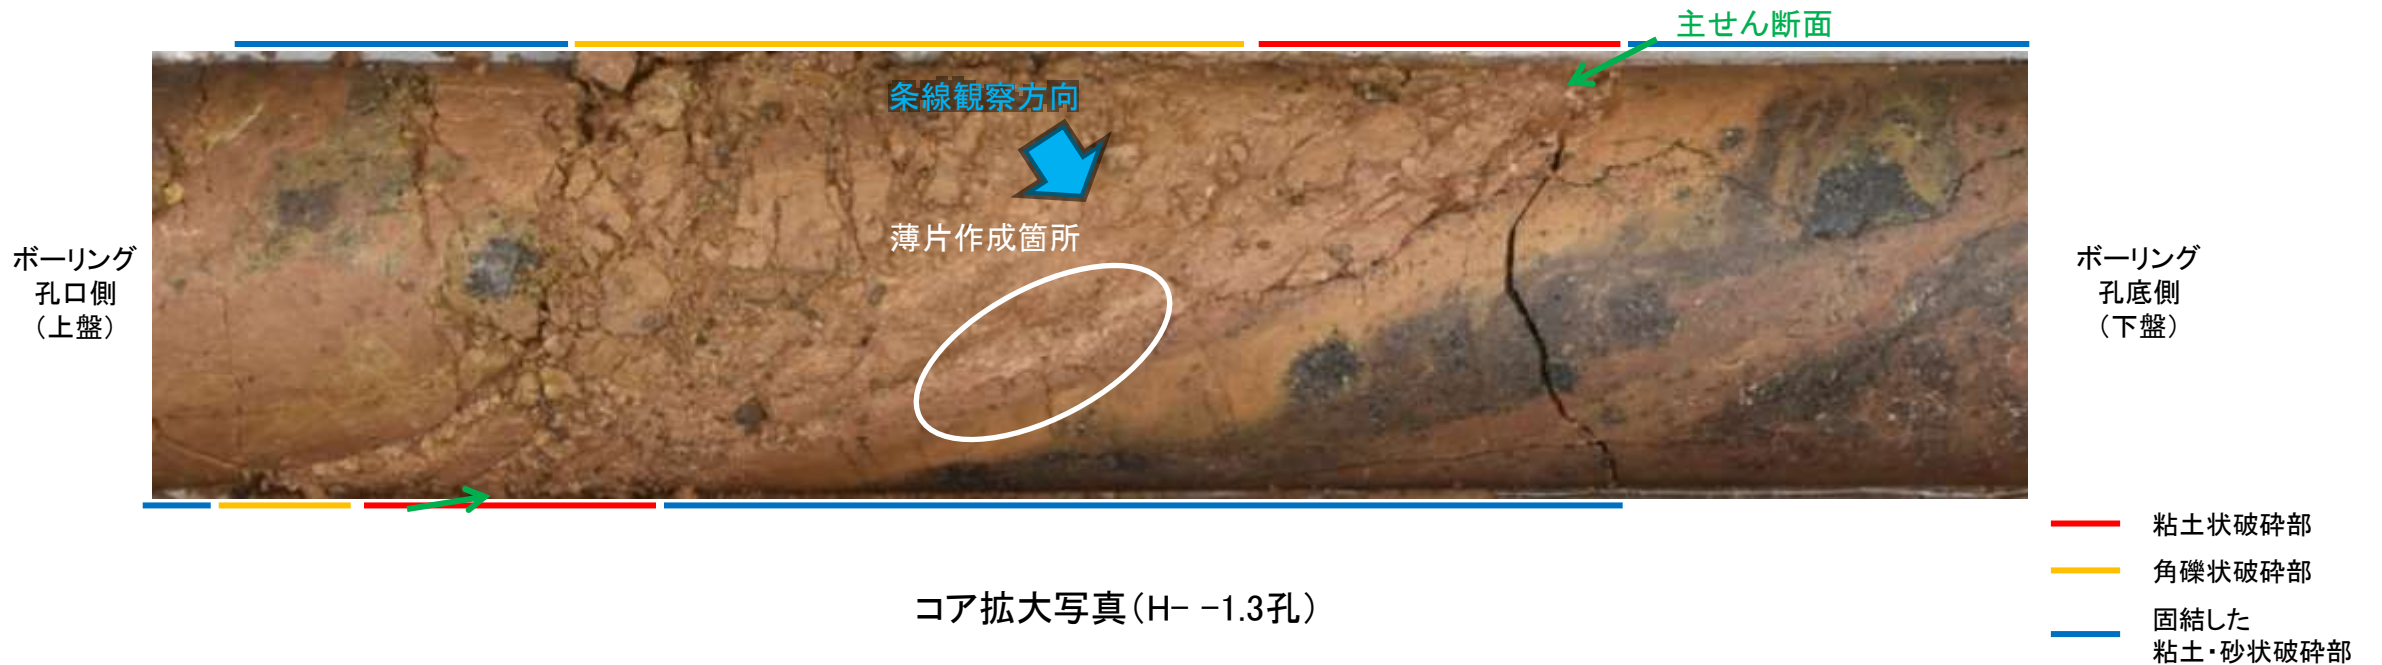 主せん断面
条線観察方向
薄片作成箇所
ボーリング
孔口側
（上盤）
ボーリング
孔底側
（下盤）
粘土状破砕部
角礫状破砕部
固結した
粘土・砂状破砕部
コア拡大写真（H- -1.3孔）